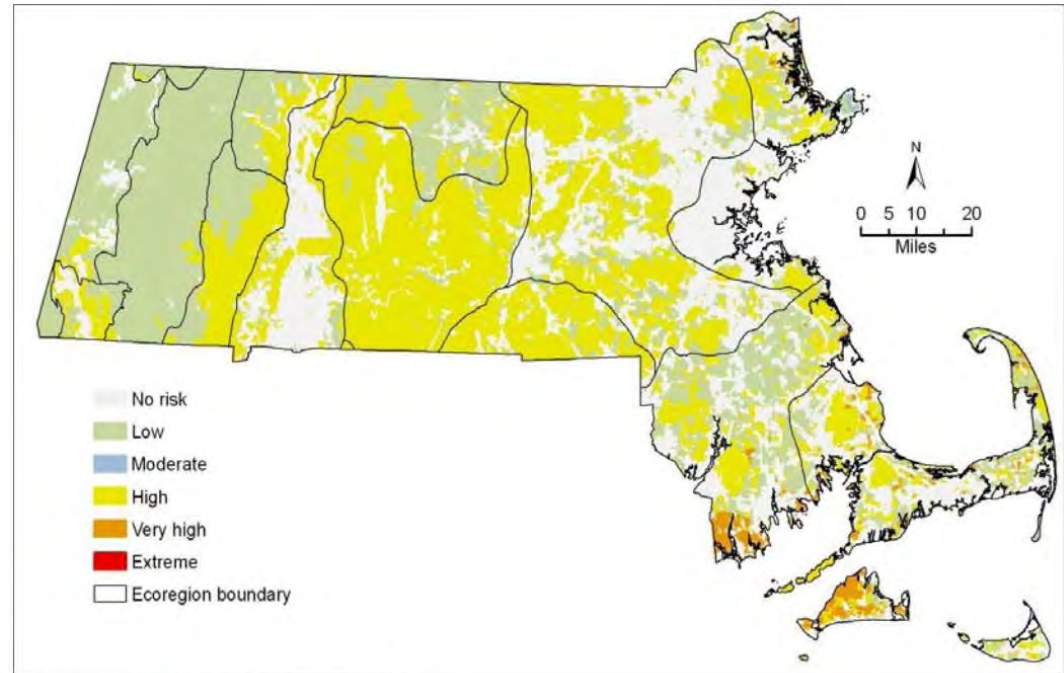 N
0 5 10 20
Miles
No risk
Low
Moderate
High
Very high
Extreme
Ecoregion boundary